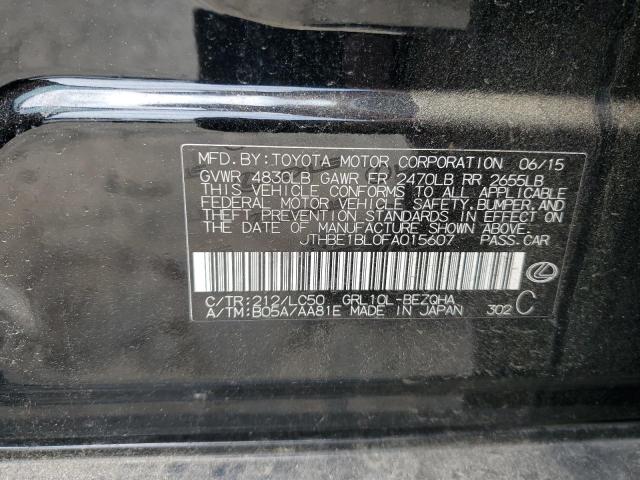 MFD.BY:TOYOTA MOTOR CORPORATION 06/15
GVWR 4830LB GAWR FR 2470LB RR 2655LB
THIS VEHICLE CONFORMS TO ALL APPLICABLE
FEDERAL MOTOR VEHICLE SAFETY,BUMPER,AND
THEFT PREVENTION STANDARDS IN EFFECT ON
THE DATE OF MANUFACTURE SHOWN ABOVE.
JTHBE1BL0FA015607 PASS.CAR
C/TR:212/LC50 GRL10L-BEZQHA
A/TM:B05A/AA81E MADE IN JAPAN 302 C